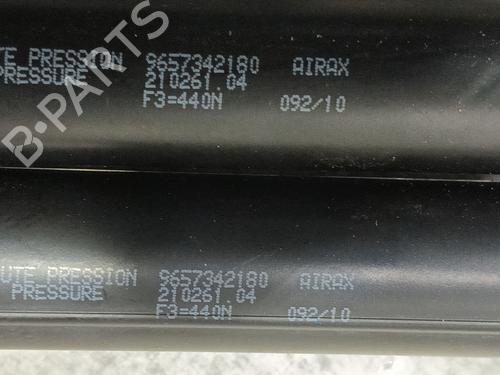 UTE PRESSION 9657342180 AIRAX
PRESSURE 210261.04
F3=440N 092/10
UTE PRESSION 9657342180 AIRAX
PRESSURE 210261.04
F3=440N 092/10
B-PARTS